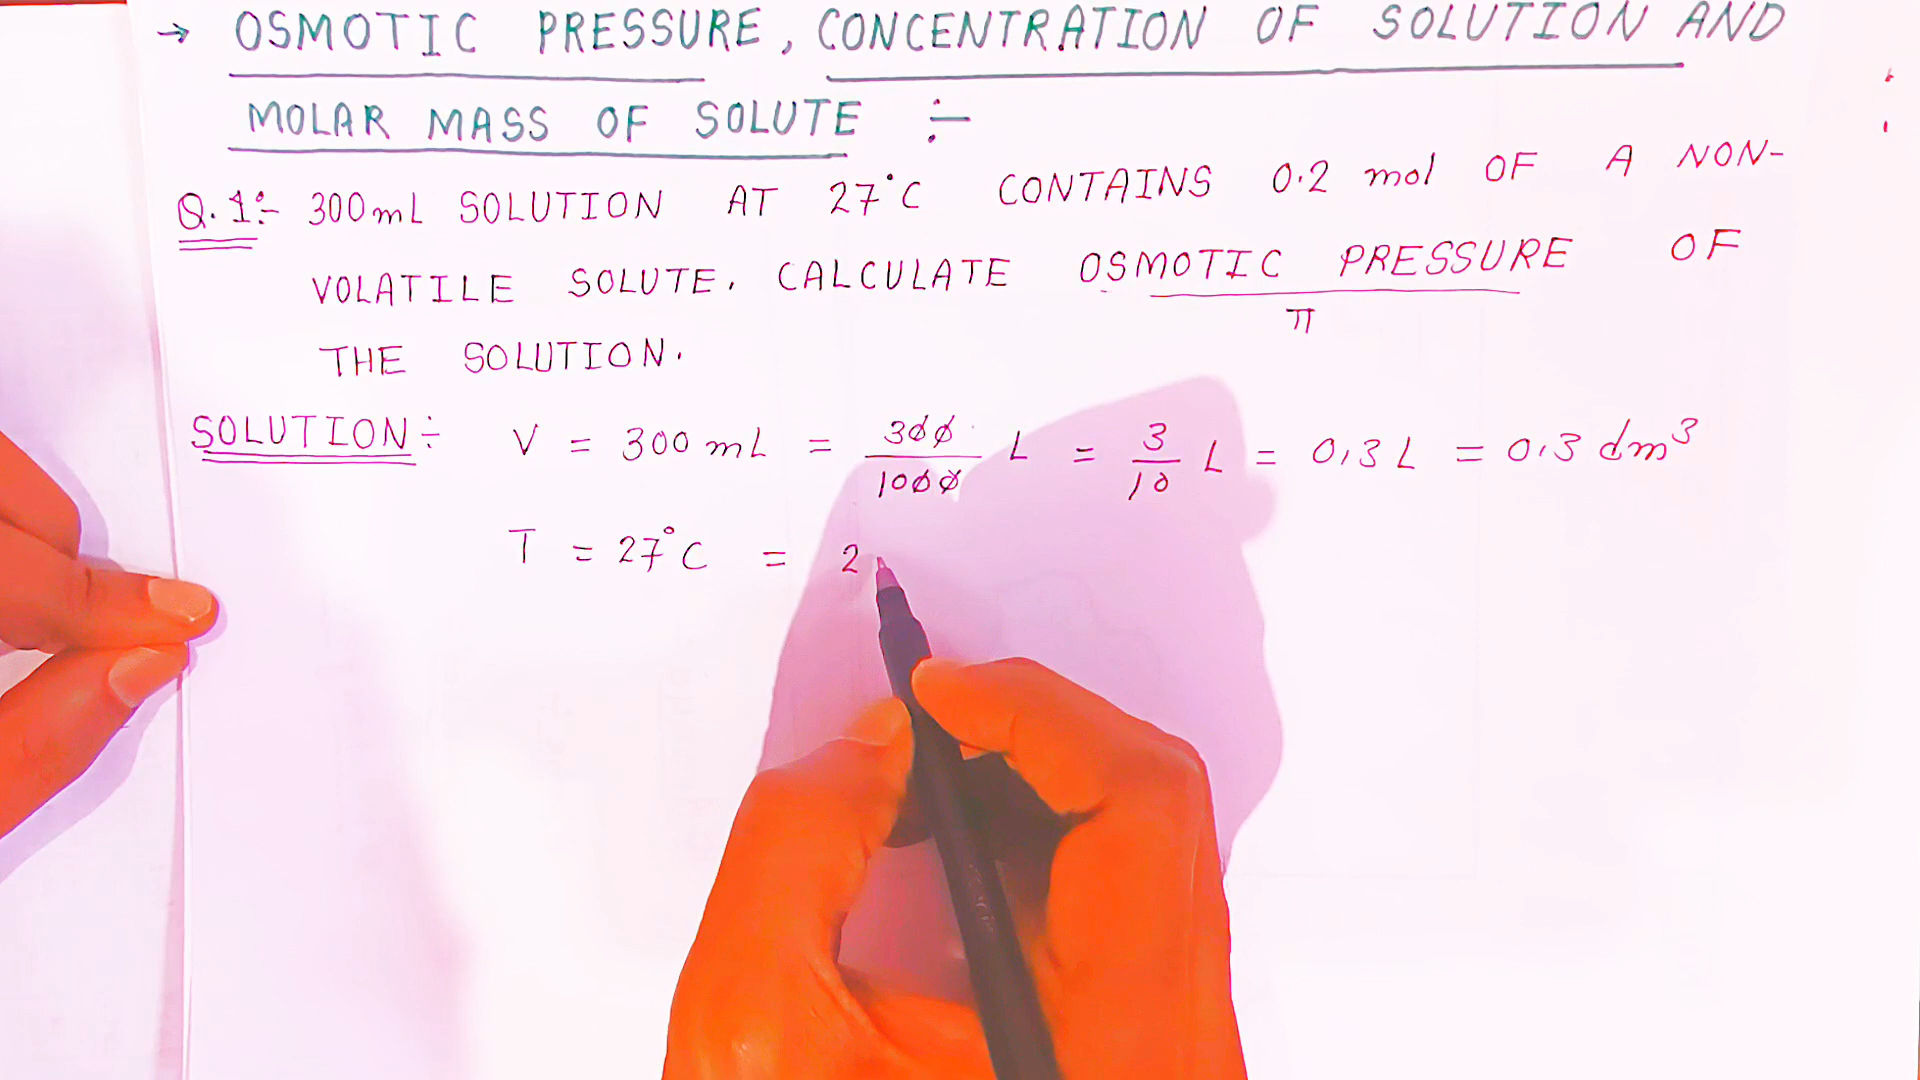 → OSMOTIC PRESSURE, CONCENTRATION OF SOLUTION AND
MOLAR MASS OF SOLUTE :-
Q.1:- 300mL SOLUTION AT 27°C CONTAINS 0.2 mol OF A NON-
VOLATILE SOLUTE. CALCULATE OSMOTIC PRESSURE OF
π
THE SOLUTION.
SOLUTION:- V = 300 mL = 300/1000 L = 3/10 L = 0.3 L = 0.3 dm³
T = 27°C = 2